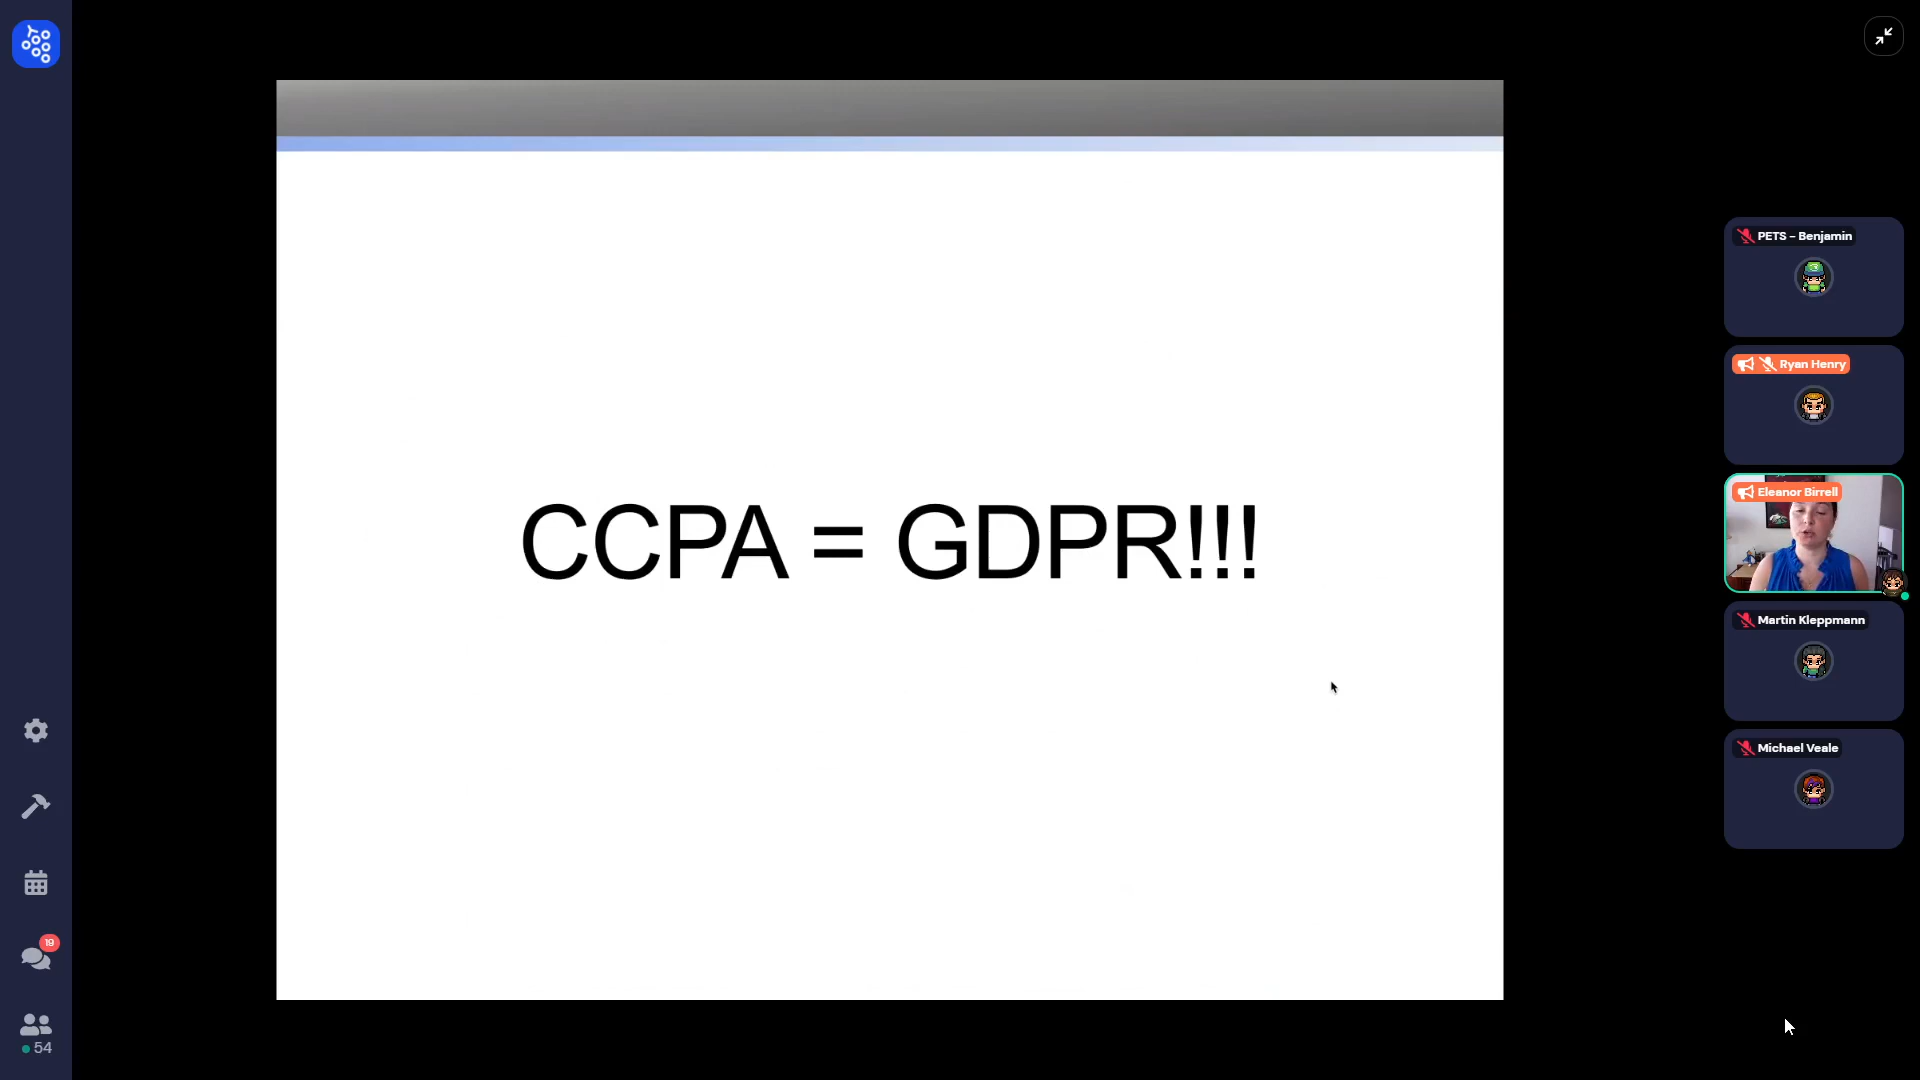 CCPA = GDPR!!!
PETS – Benjamin
Ryan Henry
Eleanor Birrell
Martin Kleppmann
Michael Veale
19
54